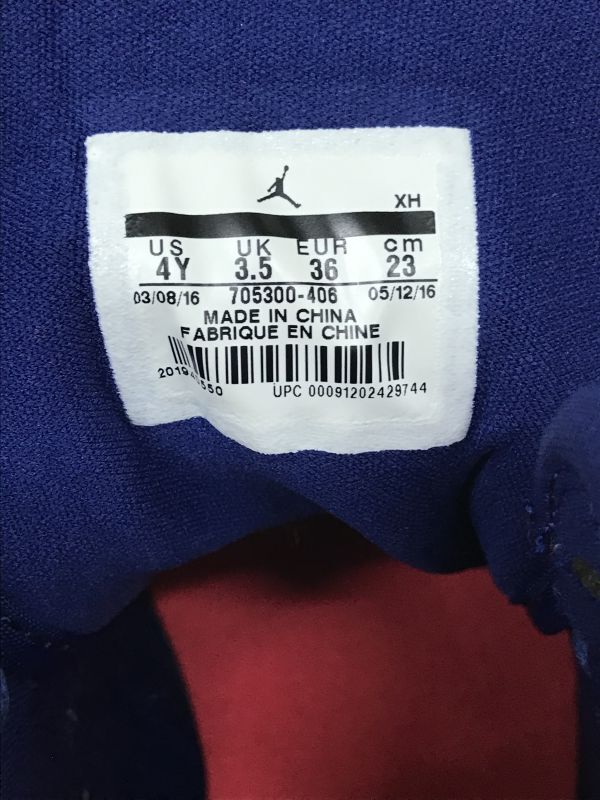 XH
US UK EUR cm
4Y 3.5 36 23
03/08/16 705300-406 05/12/16
MADE IN CHINA
FABRIQUE EN CHINE
UPC 00091202429744